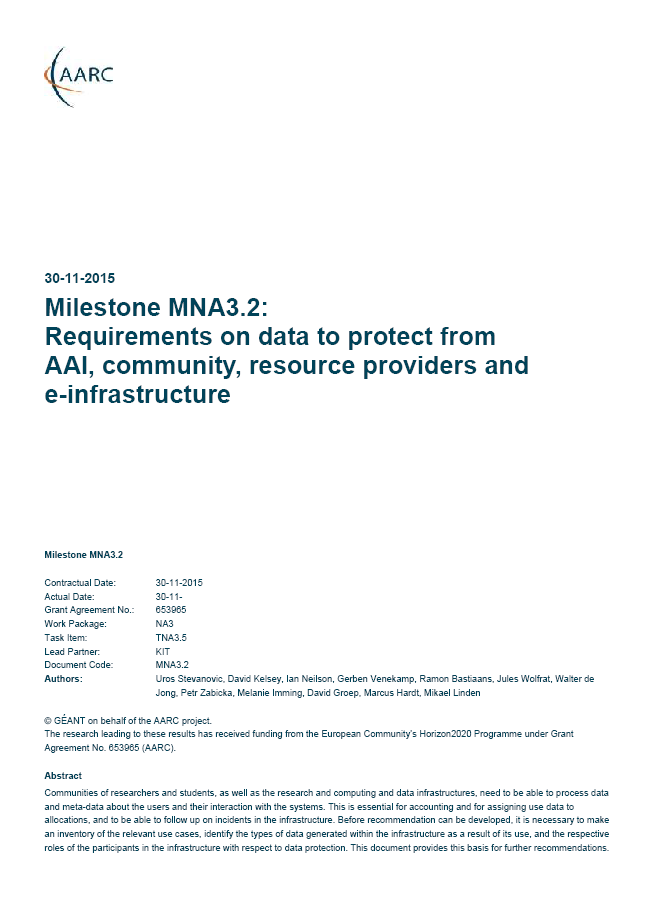 AARC
30-11-2015
Milestone MNA3.2:
Requirements on data to protect from
AAI, community, resource providers and
e-infrastructure
Milestone MNA3.2
Contractual Date: 30-11-2015
Actual Date: 30-11-
Grant Agreement No.: 653965
Work Package: NA3
Task Item: TNA3.5
Lead Partner: KIT
Document Code: MNA3.2
Authors: Uros Stevanovic, David Kelsey, Ian Neilson, Gerben Venekamp, Ramon Bastiaans, Jules Wolfrat, Walter de
Jong, Petr Zabicka, Melanie Imming, David Groep, Marcus Hardt, Mikael Linden
© GÉANT on behalf of the AARC project.
The research leading to these results has received funding from the European Community's Horizon2020 Programme under Grant
Agreement No. 653965 (AARC).
Abstract
Communities of researchers and students, as well as the research and computing and data infrastructures, need to be able to process data
and meta-data about the users and their interaction with the systems. This is essential for accounting and for assigning use data to
allocations, and to be able to follow up on incidents in the infrastructure. Before recommendation can be developed, it is necessary to make
an inventory of the relevant use cases, identify the types of data generated within the infrastructure as a result of its use, and the respective
roles of the participants in the infrastructure with respect to data protection. This document provides this basis for further recommendations.